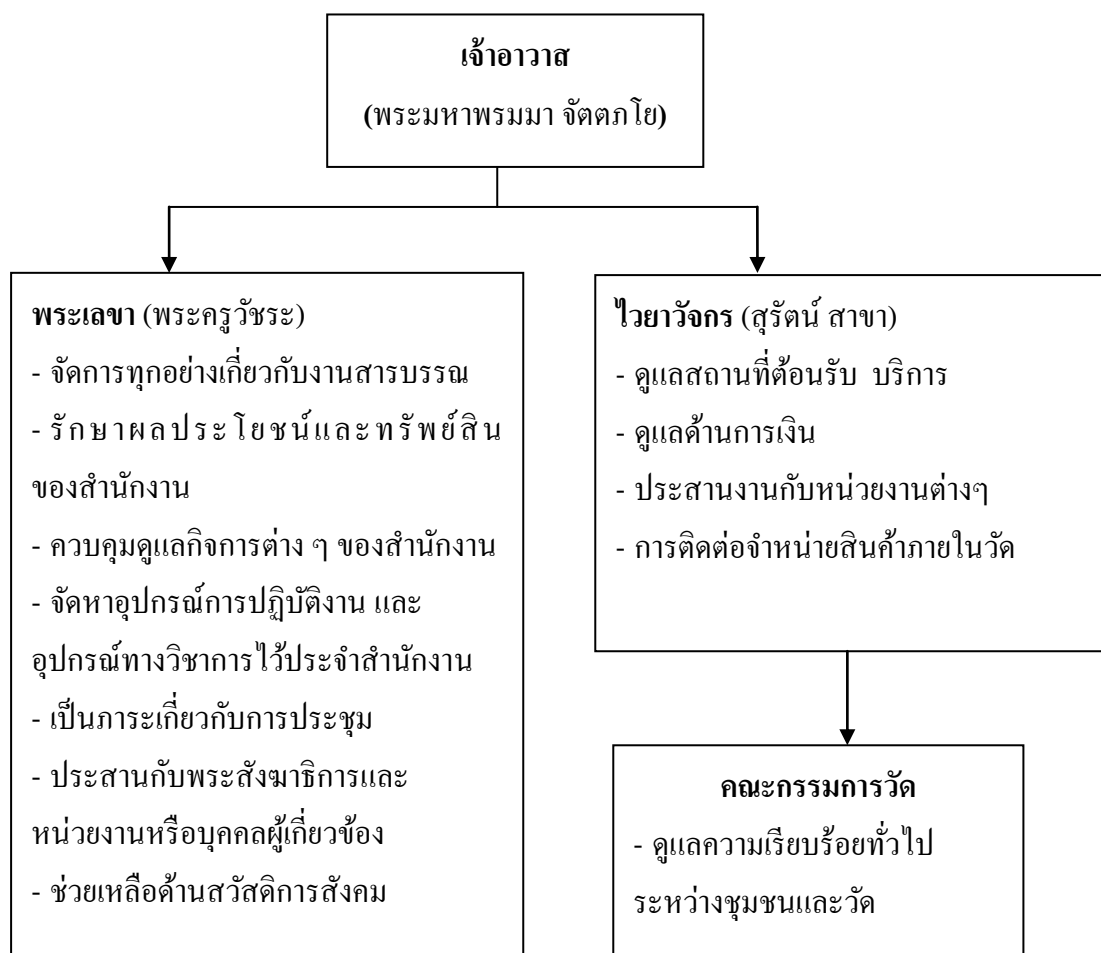 เจ้าอาวาส
(พระมหาพรมมา จัตตภโย)
พระเลขา (พระครูวัชระ)
- จัดการทุกอย่างเกี่ยวกับงานสารบรรณ
- รักษาผลประโยชน์และทรัพย์สิน
ของสำนักงาน
- ควบคุมดูแลกิจการต่าง ๆ ของสำนักงาน
- จัดหาอุปกรณ์การปฏิบัติงาน และ
อุปกรณ์ทางวิชาการไว้ประจำสำนักงาน
- เป็นภาระเกี่ยวกับการประชุม
- ประสานกับพระสังฆาธิการและ
หน่วยงานหรือบุคคลผู้เกี่ยวข้อง
- ช่วยเหลือด้านสวัสดิการสังคม
ไวยาวัจกร (สุรัตน์ สาขา)
- ดูแลสถานที่ต้อนรับ บริการ
- ดูแลด้านการเงิน
- ประสานงานกับหน่วยงานต่างๆ
- การติดต่อจำหน่ายสินค้าภายในวัด
คณะกรรมการวัด
- ดูแลความเรียบร้อยทั่วไป
ระหว่างชุมชนและวัด